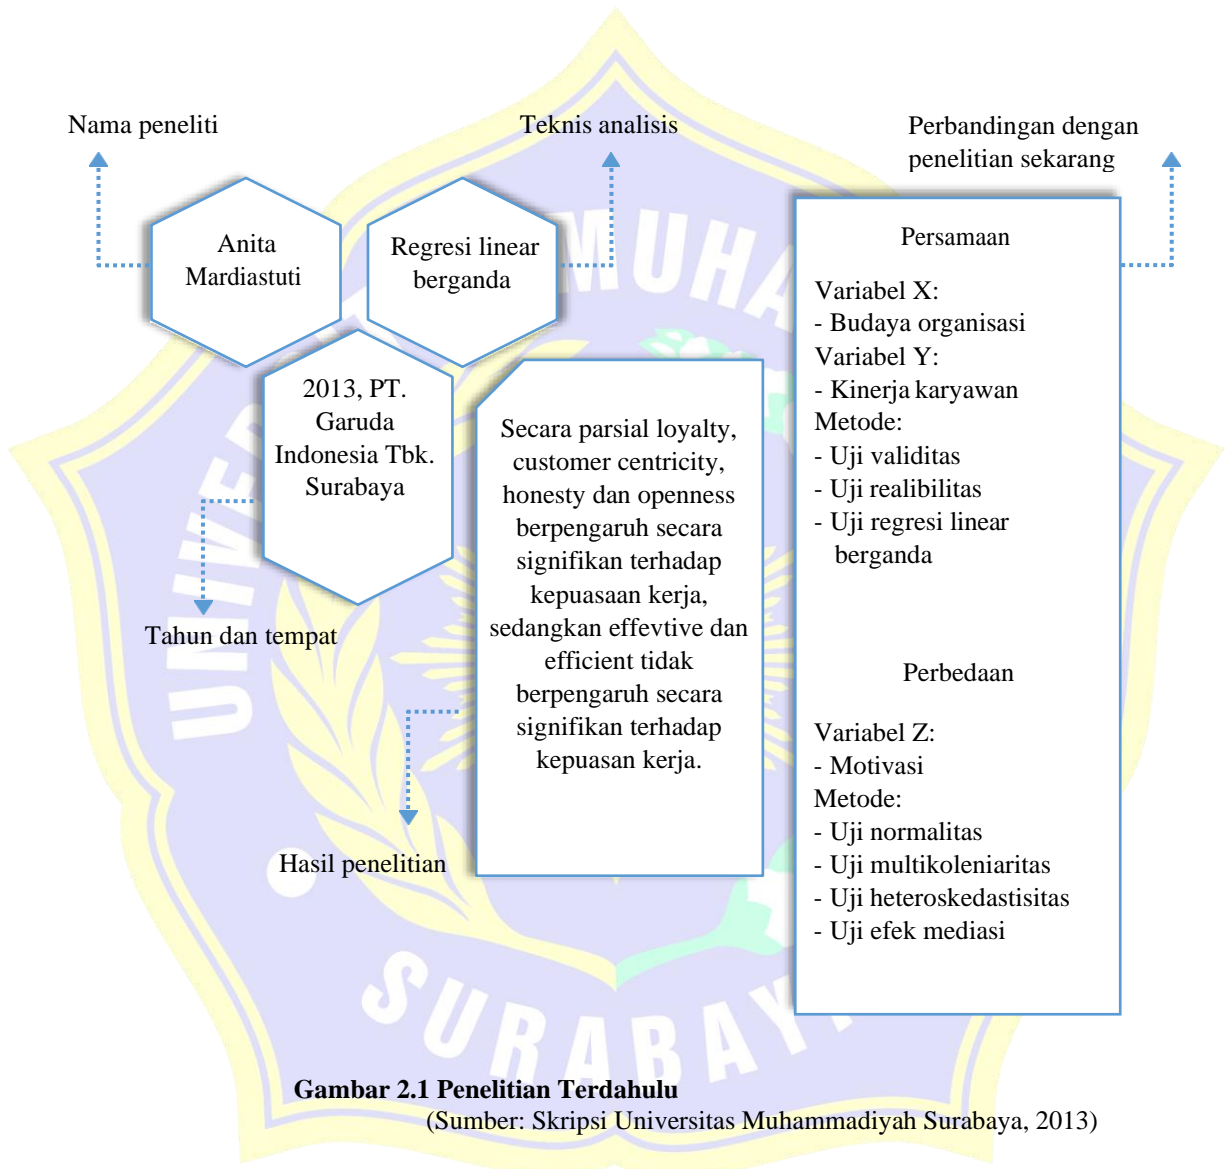 Nama peneliti
Teknis analisis
Perbandingan dengan
penelitian sekarang
Anita
Mardiastuti
Regresi linear
berganda
2013, PT.
Garuda
Indonesia Tbk.
Surabaya
Tahun dan tempat
Secara parsial loyalty,
customer centricity,
honesty dan openness
berpengaruh secara
signifikan terhadap
kepuasaan kerja,
sedangkan effevtive dan
efficient tidak
berpengaruh secara
signifikan terhadap
kepuasan kerja.
Hasil penelitian
Persamaan
Variabel X:
- Budaya organisasi
Variabel Y:
- Kinerja karyawan
Metode:
- Uji validitas
- Uji realibilitas
- Uji regresi linear
berganda
Perbedaan
Variabel Z:
- Motivasi
Metode:
- Uji normalitas
- Uji multikoleniaritas
- Uji heteroskedastisitas
- Uji efek mediasi
Gambar 2.1 Penelitian Terdahulu
(Sumber: Skripsi Universitas Muhammadiyah Surabaya, 2013)